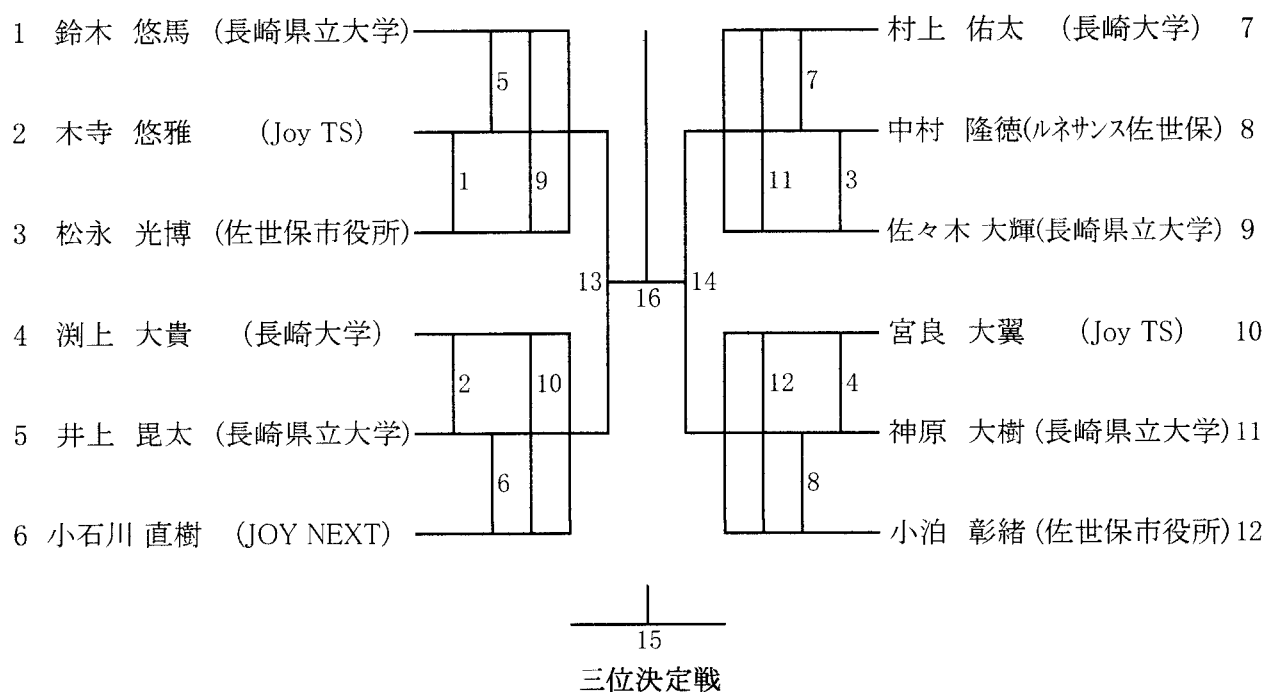 1 鈴木 悠馬 (長崎県立大学)
5
2 木寺 悠雅 (Joy TS)
1 9
3 松永 光博 (佐世保市役所)
13
4 渕上 大貴 (長崎大学)
2 10
5 井上 毘太 (長崎県立大学)
6
6 小石川 直樹 (JOY NEXT)
16
村上 佑太 (長崎大学) 7
7
中村 隆徳(ルネサンス佐世保) 8
11 3
佐々木 大輝(長崎県立大学) 9
14
宮良 大翼 (Joy TS) 10
12 4
神原 大樹 (長崎県立大学) 11
8
小泊 彰緒 (佐世保市役所) 12
15
三位決定戦